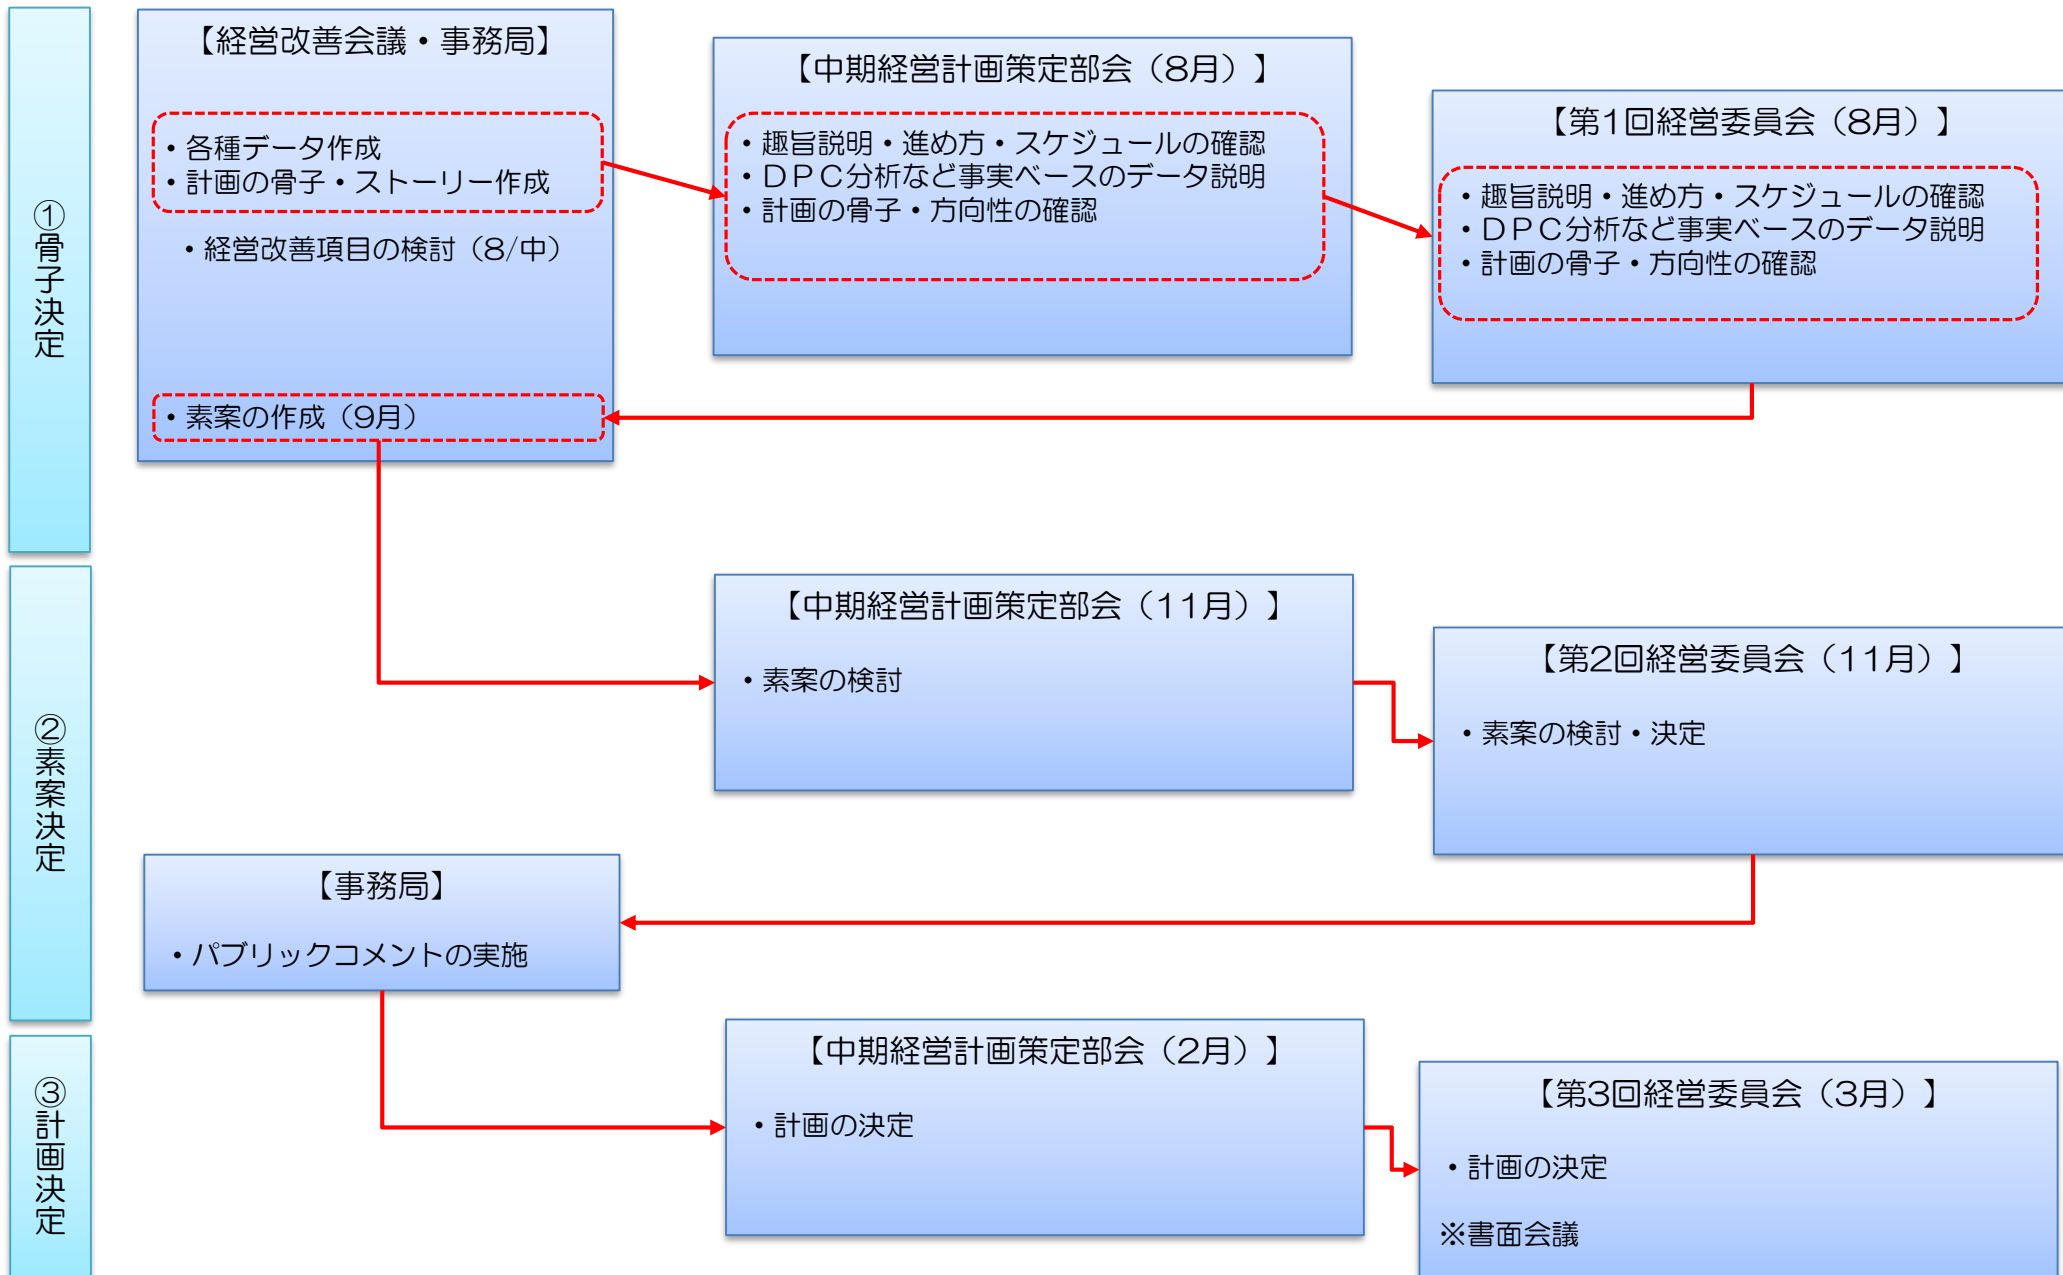 ①骨子決定
【経営改善会議・事務局】
・各種データ作成
・計画の骨子・ストーリー作成
・経営改善項目の検討（8/中）
・素案の作成（9月）
【中期経営計画策定部会（8月）】
・趣旨説明・進め方・スケジュールの確認
・ＤＰＣ分析など事実ベースのデータ説明
・計画の骨子・方向性の確認
【第1回経営委員会（8月）】
・趣旨説明・進め方・スケジュールの確認
・ＤＰＣ分析など事実ベースのデータ説明
・計画の骨子・方向性の確認
②素案決定
【中期経営計画策定部会（11月）】
・素案の検討
【第2回経営委員会（11月）】
・素案の検討・決定
【事務局】
・パブリックコメントの実施
③計画決定
【中期経営計画策定部会（2月）】
・計画の決定
【第3回経営委員会（3月）】
・計画の決定
※書面会議